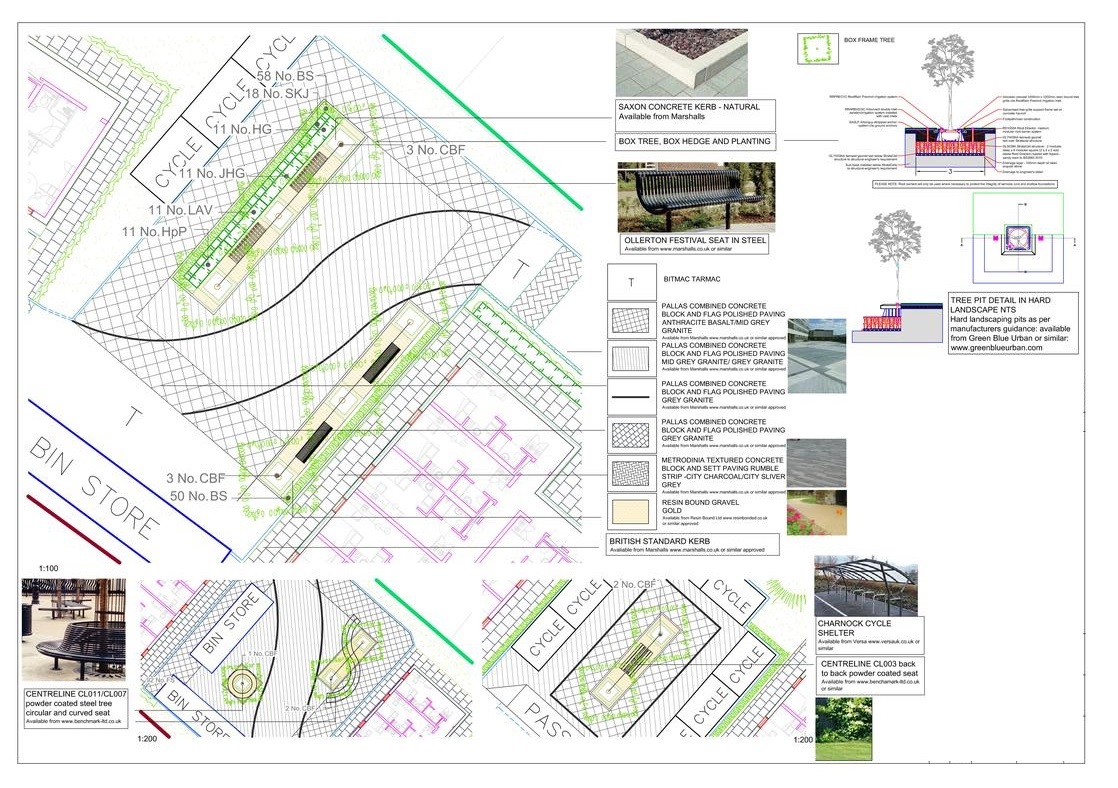 CYCLE
CYCL
58 No.BS
18 No.SKJ
11 No.HG
3 No.CBF
11 No.JHG
11 No.LAV
11 No.HpP
T
T
BIN STORE
3 No.CBF
50 No.BS
1:100
SAXON CONCRETE KERB - NATURAL
Available from Marshalls
BOX TREE, BOX HEDGE AND PLANTING
OLLERTON FESTIVAL SEAT IN STEEL
Available from www.marshalls.co.uk or similar
T
BITMAC TARMAC
PALLAS COMBINED CONCRETE
BLOCK AND FLAG POLISHED PAVING
ANTHRACITE BASALT/MID GREY
GRANITE
Available from Marshalls www.marshalls.co.uk or similar approved
PALLAS COMBINED CONCRETE
BLOCK AND FLAG POLISHED PAVING
MID GREY GRANITE/ GREY GRANITE
Available from Marshalls www.marshalls.co.uk or similar approved
PALLAS COMBINED CONCRETE
BLOCK AND FLAG POLISHED PAVING
GREY GRANITE
Available from Marshalls www.marshalls.co.uk or similar approved
PALLAS COMBINED CONCRETE
BLOCK AND FLAG POLISHED PAVING
GREY GRANITE
Available from Marshalls www.marshalls.co.uk or similar approved
METRODINIA TEXTURED CONCRETE
BLOCK AND SETT PAVING RUMBLE
STRIP -CITY CHARCOAL/CITY SLIVER
GREY
Available from Marshalls www.marshalls.co.uk or similar approved
RESIN BOUND GRAVEL
GOLD
Available from Resin Bound Ltd www.resinbonded.co.uk
or similar approved
BRITISH STANDARD KERB
Available from Marshalls www.marshalls.co.uk or similar approved
BOX FRAME TREE
3
TREE PIT DETAIL IN HARD
LANDSCAPE NTS
Hard landscaping pits as per
manufacturers guidance: available
from Green Blue Urban or similar:
www.greenblueurban.com
CENTRELINE CL011/CL007
powder coated steel tree
circular and curved seat
Available from www.benchmark-ltd.co.uk
BIN STORE
1 No.CBF
BIN STORE
2 No.CBF
1:200
2 No.CBF
CYCLE
CYCLE
CYCLE
CYCLE
CYCLE
PASS
1:200
CHARNOCK CYCLE
SHELTER
Available from Versa www.versauk.co.uk or
similar
CENTRELINE CL003 back
to back powder coated seat
Available from www.benchmark-ltd.co.uk
or similar